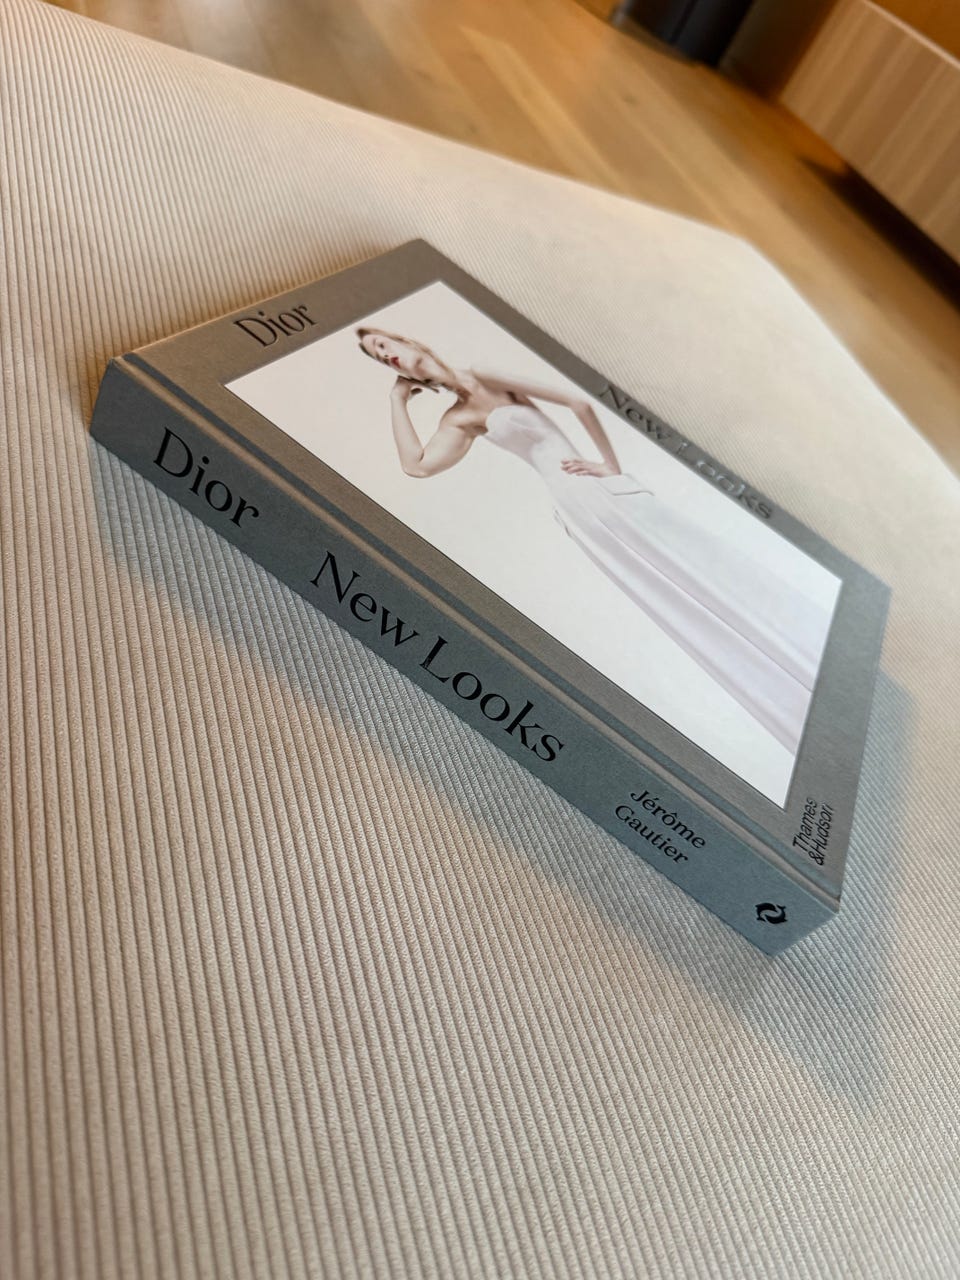 Dior
New Looks
Thames
&Hudson
Dior New Looks
Jérôme
Gautier